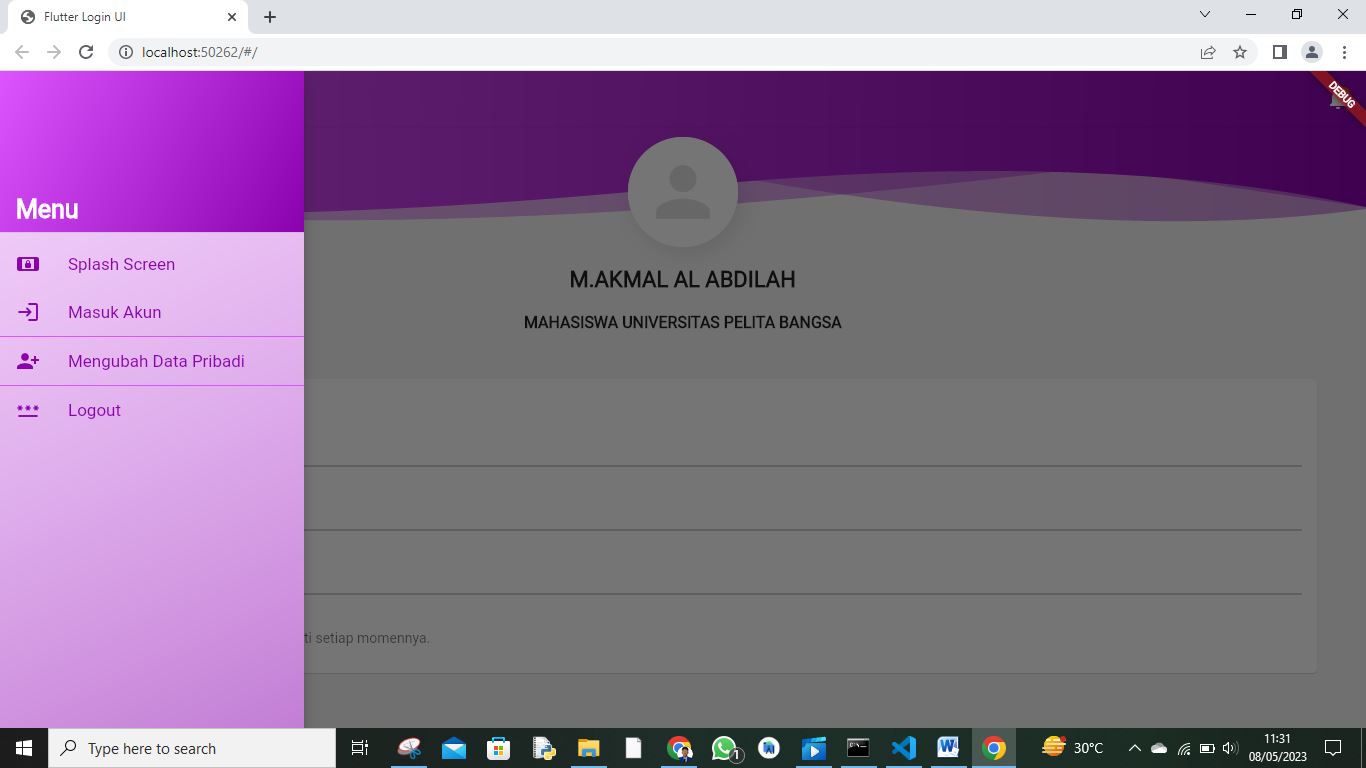 Flutter Login UI
localhost:50262/#/
DEBUG
Menu
Splash Screen
Masuk Akun
Mengubah Data Pribadi
Logout
M.AKMAL AL ABDILAH
MAHASISWA UNIVERSITAS PELITA BANGSA
ti setiap momennya.
Type here to search
1
30°C
11:31
08/05/2023